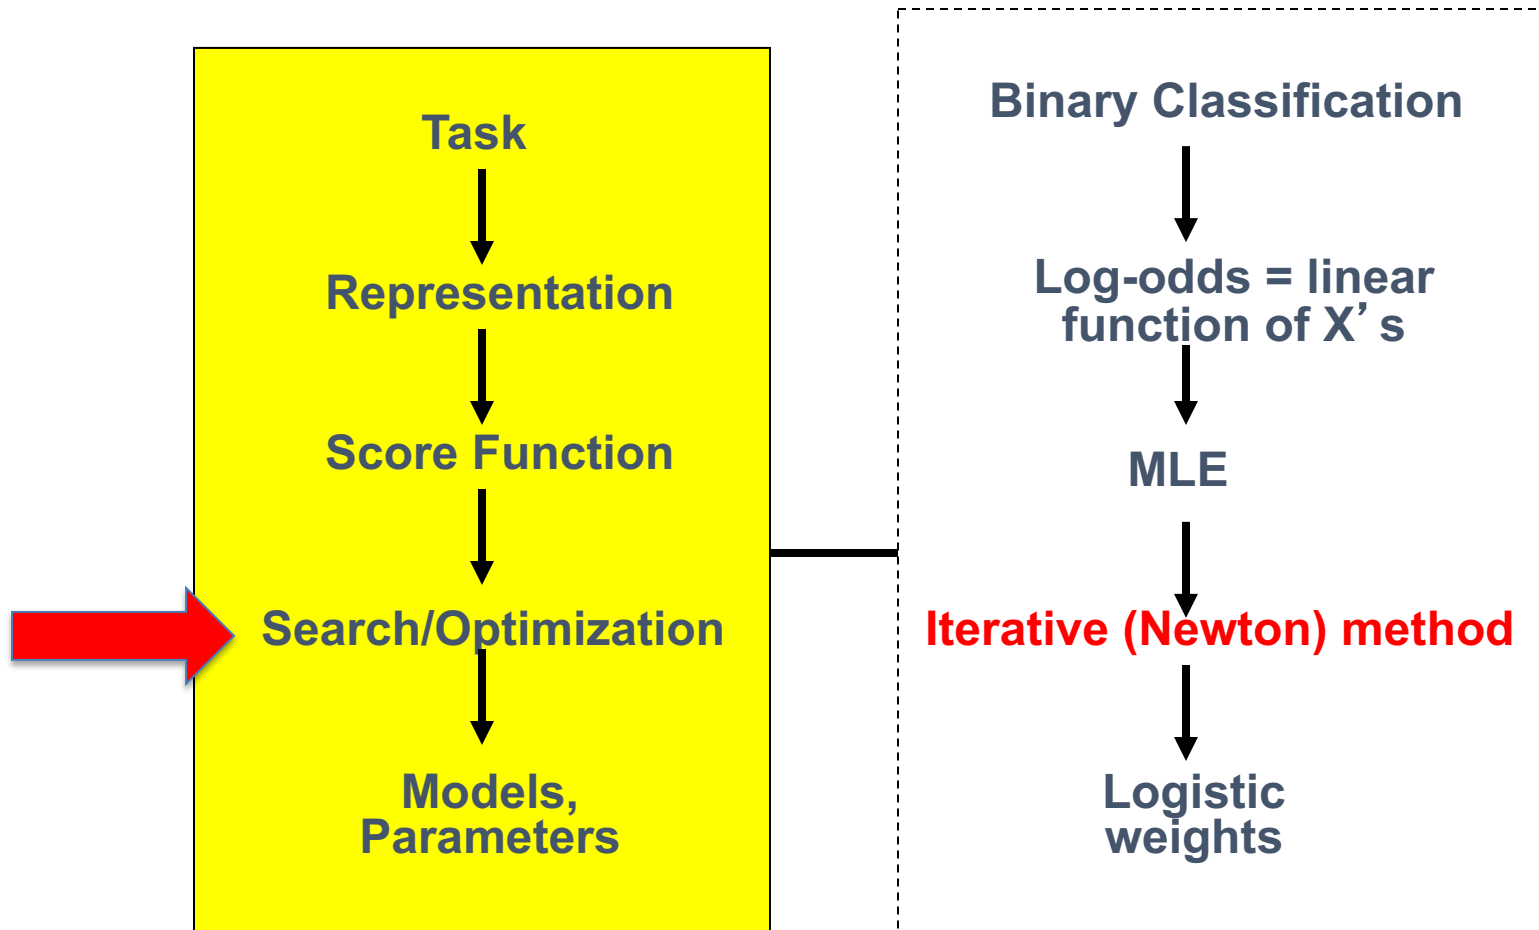 Task
Representation
Score Function
Search/Optimization
Models,
Parameters
Binary Classification
Log-odds = linear
function of X’ s
MLE
Iterative (Newton) method
Logistic
weights